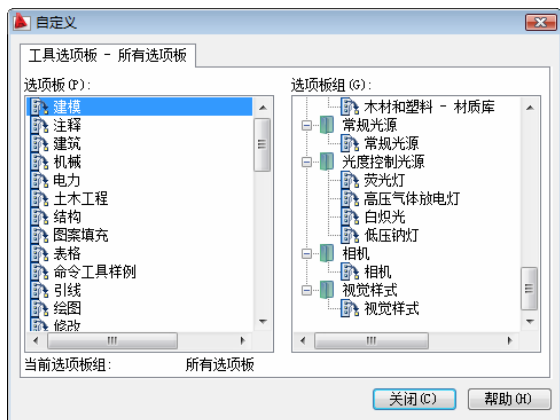 自定义
工具选项板 - 所有选项板
选项板(P):
建模
注释
建筑
机械
电力
土木工程
结构
图案填充
表格
命令工具样例
引线
绘图
修改
选项板组(G):
木材和塑料 - 材质库
常规光源
常规光源
光度控制光源
荧光灯
高压气体放电灯
白炽光
低压钠灯
相机
相机
视觉样式
视觉样式
当前选项板组: 所有选项板
关闭(C) 帮助(H)